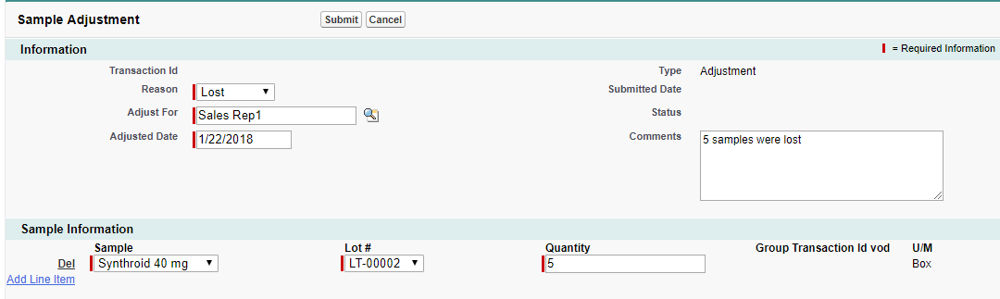 Sample Adjustment Submit Cancel
Information = Required Information
Transaction Id Type Adjustment
Reason Lost Submitted Date
Adjust For Sales Rep1 Status
Adjusted Date 1/22/2018 Comments 5 samples were lost
Sample Information
Sample Lot # Quantity Group Transaction Id vod U/M
Del Synthroid 40 mg LT-00002 5 Box
Add Line Item